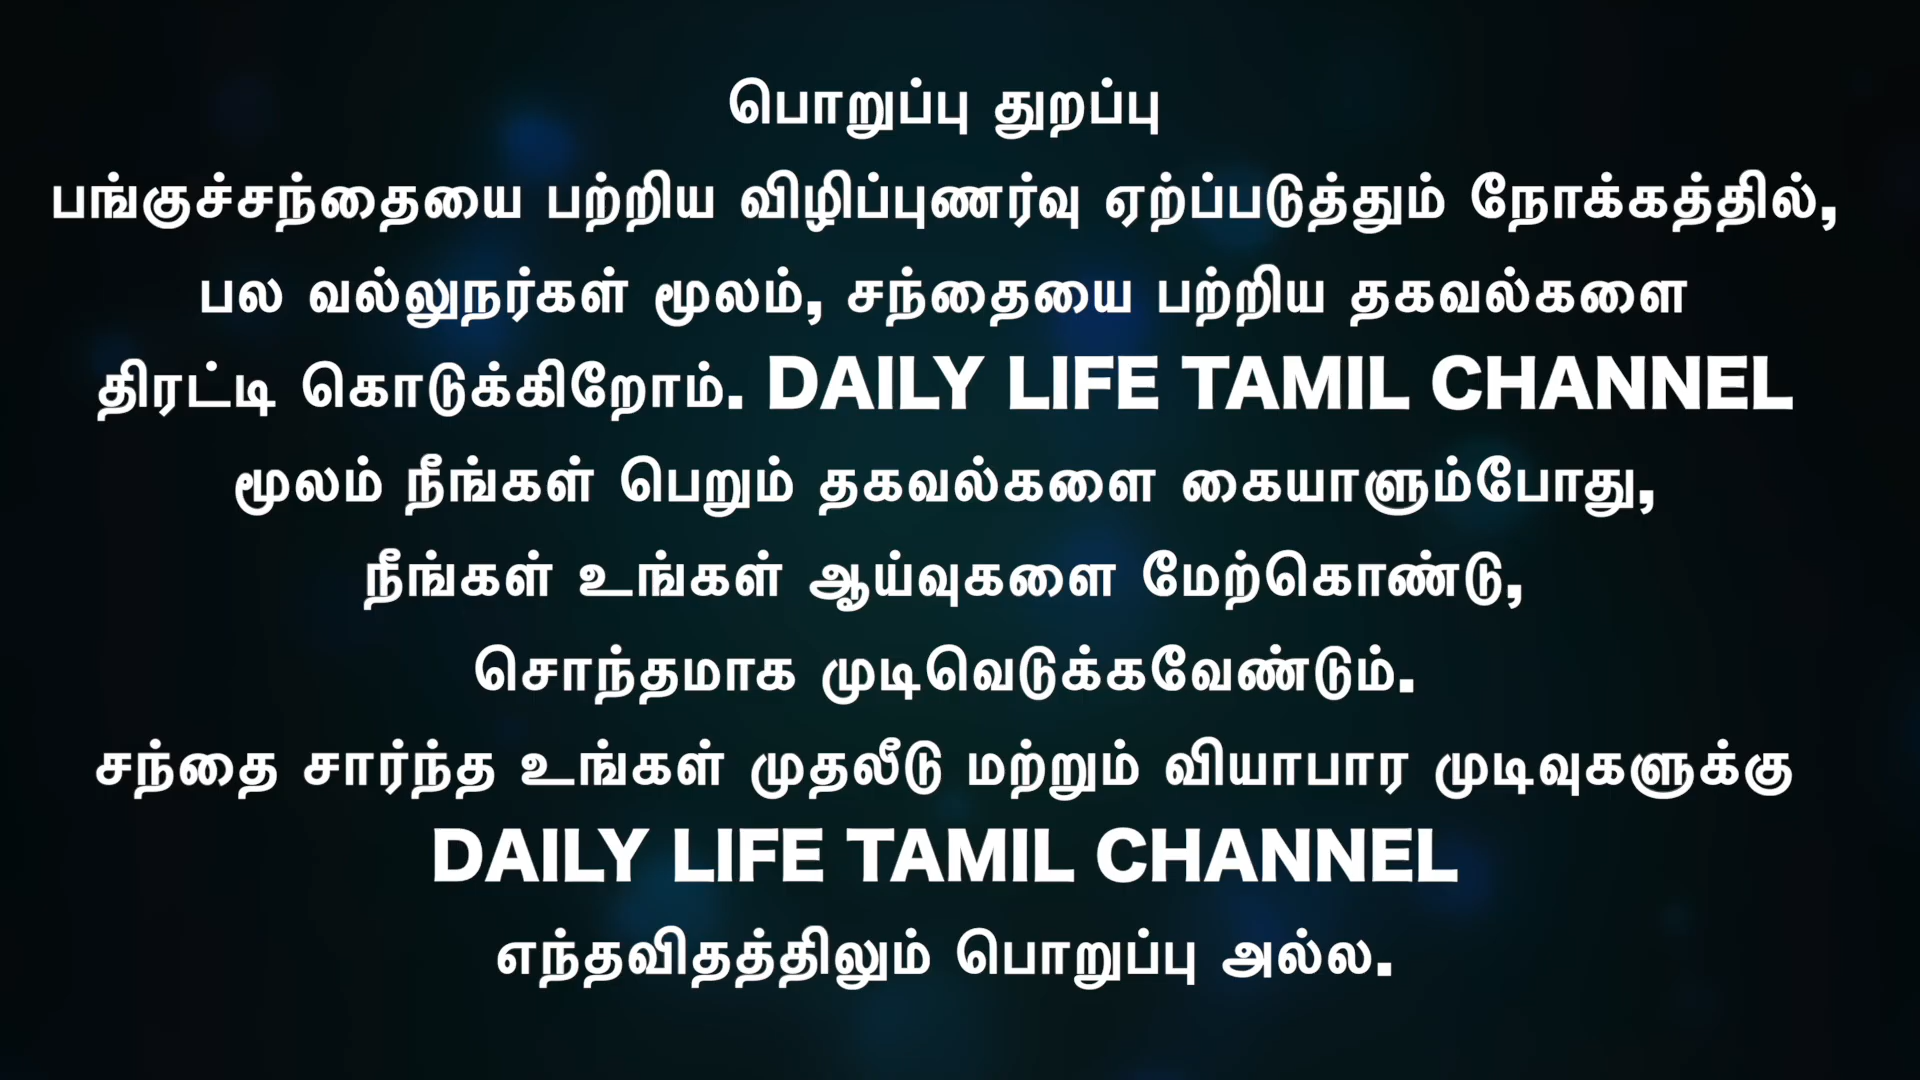 பொறுப்பு துறப்பு
பங்குச்சந்தையை பற்றிய விழிப்புணர்வு ஏற்ப்படுத்தும் நோக்கத்தில்,
பல வல்லுநர்கள் மூலம், சந்தையை பற்றிய தகவல்களை
திரட்டி கொடுக்கிறோம். DAILY LIFE TAMIL CHANNEL
மூலம் நீங்கள் பெறும் தகவல்களை கையாளும்போது,
நீங்கள் உங்கள் ஆய்வுகளை மேற்கொண்டு,
சொந்தமாக முடிவெடுக்கவேண்டும்.
சந்தை சார்ந்த உங்கள் முதலீடு மற்றும் வியாபார முடிவுகளுக்கு
DAILY LIFE TAMIL CHANNEL
எந்தவிதத்திலும் பொறுப்பு அல்ல.